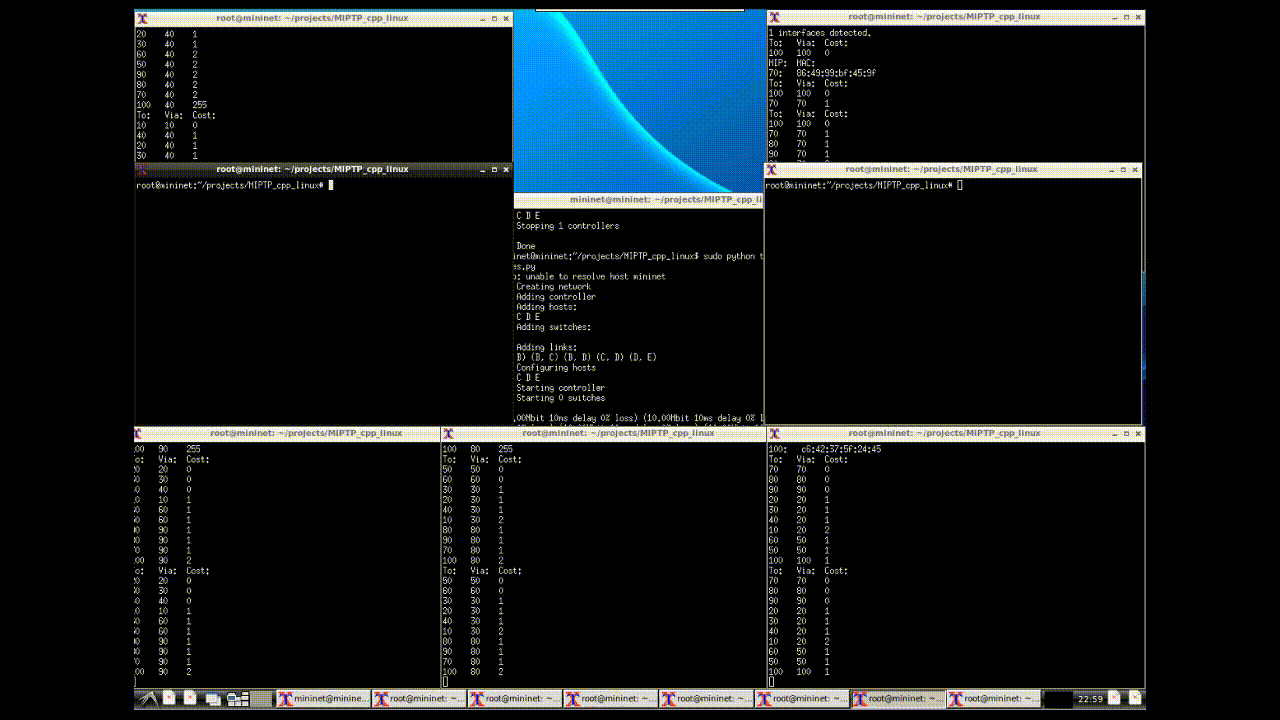 root@mininet: ~/projects/MIPTP_cpp_linux
20 40 1
30 40 1
60 40 2
50 40 2
90 40 2
80 40 2
70 40 2
100 40 255
To: Via: Cost:
10 10 0
40 40 1
20 40 1
30 40 1
root@mininet: ~/projects/MIPTP_cpp_linux
1 interfaces detected.
To: Via: Cost:
100 100 0
MIP: MAC:
70: 86:49:99:bf:45:9f
To: Via: Cost:
100 100 0
70 70 1
To: Via: Cost:
100 100 0
70 70 1
80 70 1
90 70 1
root@mininet: ~/projects/MIPTP_cpp_linux
root@mininet:~/projects/MIPTP_cpp_linux#
mininet@mininet: ~/projects/MIPTP_cpp_li
C D E
Stopping 1 controllers
Done
inet@mininet:~/projects/MIPTP_cpp_linux$ sudo python t
es.py
: unable to resolve host mininet
Creating network
Adding controller
Adding hosts:
C D E
Adding switches:
Adding links:
B) (B, C) (B, D) (C, D) (D, E)
Configuring hosts
C D E
Starting controller
Starting 0 switches
.00Mbit 10ms delay 0% loss) (10.00Mbit 10ms delay 0% l
root@mininet: ~/projects/MIPTP_cpp_linux
root@mininet:~/projects/MIPTP_cpp_linux#
root@mininet: ~/projects/MIPTP_cpp_linux
00 90 255
o: Via: Cost:
0 20 0
0 30 0
0 40 0
0 10 1
0 60 1
0 60 1
0 90 1
0 90 1
0 90 1
00 90 2
o: Via: Cost:
0 20 0
0 30 0
0 40 0
0 10 1
0 60 1
0 60 1
0 90 1
0 90 1
0 90 1
00 90 2
root@mininet: ~/projects/MIPTP_cpp_linux
100 80 255
To: Via: Cost:
50 50 0
60 60 0
30 30 1
20 30 1
40 30 1
10 30 2
80 80 1
90 80 1
70 80 1
100 80 2
To: Via: Cost:
50 50 0
60 60 0
30 30 1
20 30 1
40 30 1
10 30 2
80 80 1
90 80 1
70 80 1
100 80 2
root@mininet: ~/projects/MIPTP_cpp_linux
100: c6:42:37:5f:24:45
To: Via: Cost:
70 70 0
80 80 0
90 90 0
20 20 1
30 20 1
40 20 1
10 20 2
60 50 1
50 50 1
100 100 1
To: Via: Cost:
70 70 0
80 80 0
90 90 0
20 20 1
30 20 1
40 20 1
10 20 2
60 50 1
50 50 1
100 100 1
mininet@minine... root@mininet: ~... root@mininet: ~... root@mininet: ~... root@mininet: ~... root@mininet: ~... root@mininet: ~... root@mininet: ~... 22:59